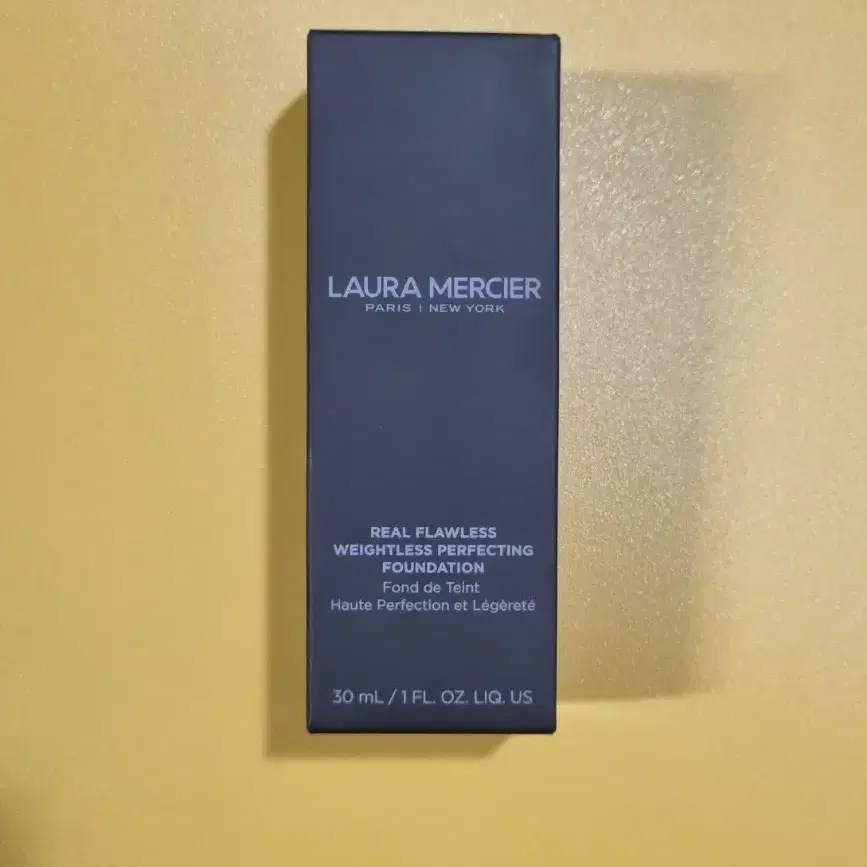 LAURA MERCIER
PARIS | NEW YORK
REAL FLAWLESS
WEIGHTLESS PERFECTING
FOUNDATION
Fond de Teint
Haute Perfection et Légèreté
30 mL / 1 FL. OZ. LIQ. US